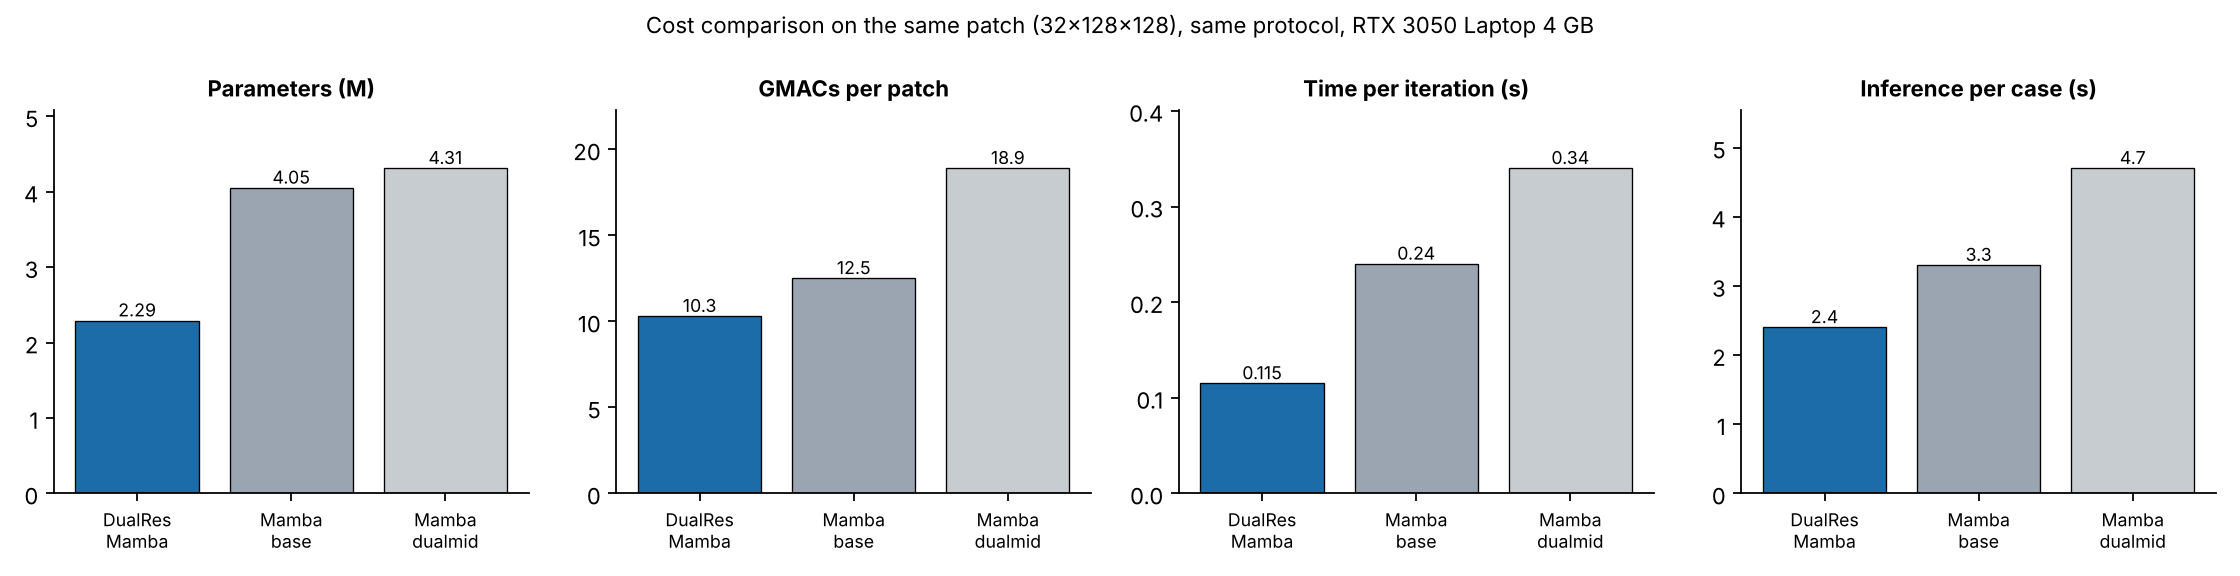 Cost comparison on the same patch (32×128×128), same protocol, RTX 3050 Laptop 4 GB
Parameters (M)
5
4
3
2
1
0
2.29
4.05
4.31
DualRes
Mamba
Mamba
base
Mamba
dualmid
GMACs per patch
20
15
10
5
0
10.3
12.5
18.9
DualRes
Mamba
Mamba
base
Mamba
dualmid
Time per iteration (s)
0.4
0.3
0.2
0.1
0.0
0.115
0.24
0.34
DualRes
Mamba
Mamba
base
Mamba
dualmid
Inference per case (s)
5
4
3
2
1
0
2.4
3.3
4.7
DualRes
Mamba
Mamba
base
Mamba
dualmid